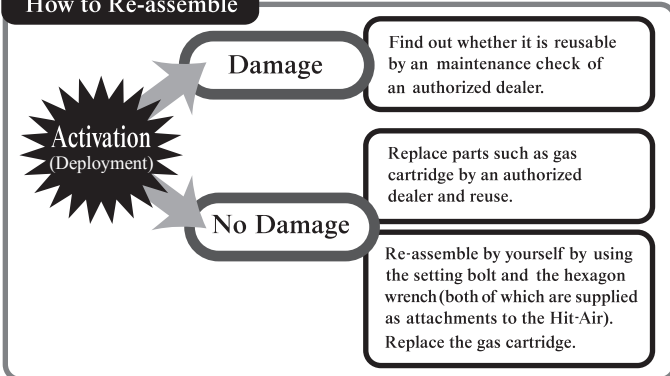 How to Re-assemble
Activation
(Deployment)
Damage
Find out whether it is reusable
by an maintenance check of
an authorized dealer.
No Damage
Replace parts such as gas
cartridge by an authorized
dealer and reuse.
Re-assemble by yourself by using
the setting bolt and the hexagon
wrench(both of which are supplied
as attachments to the Hit-Air).
Replace the gas cartridge.